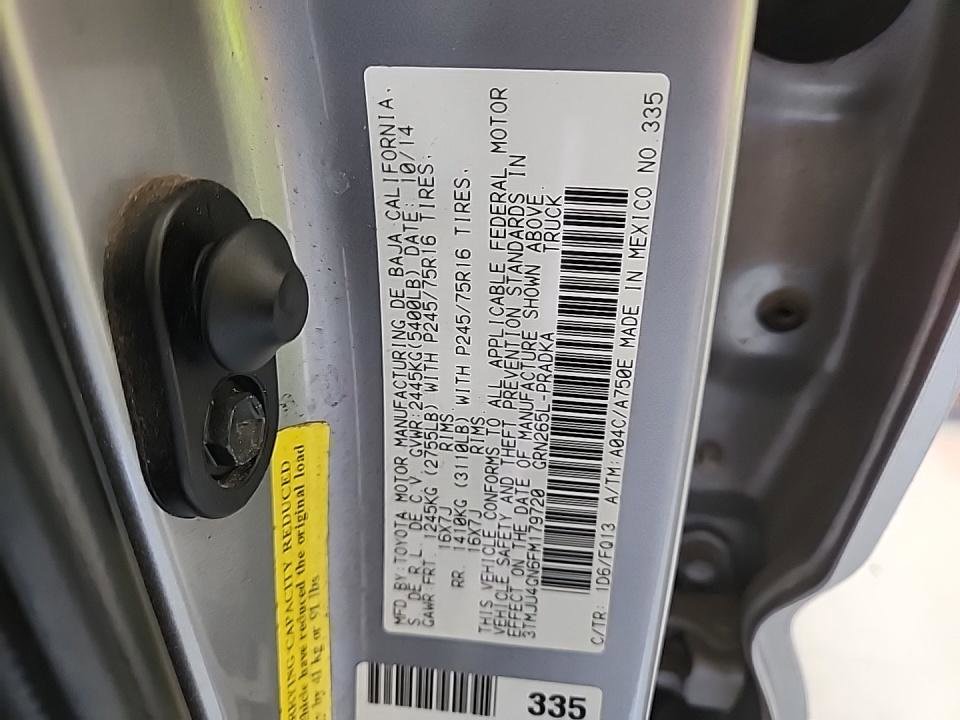 MFD BY:TOYOTA MOTOR MANUFACTURING DE BAJA CALIFORNIA.
S. DE R.L. DE C.V. GVWR:2445KG(5400LB) DATE: 10/14
GAWR FRT. 1245KG (2755LB) WITH P245/75R16 TIRES.
16X7J RIMS.
RR. 1410KG (3110LB) WITH P245/75R16 TIRES.
16X7J RIMS.
THIS VEHICLE CONFORMS TO ALL APPLICABLE FEDERAL MOTOR
VEHICLE SAFETY AND THEFT PREVENTION STANDARDS IN
EFFECT ON THE DATE OF MANUFACTURE SHOWN ABOVE.
3TMJU4GN6FM179720 GRN265L-PRADKA TRUCK
C/TR: 1D6/FQ13 A/TM:A04C/A750E MADE IN MEXICO NO.335
CAPACITY REDUCED
have reduced the original load
by 41 kg or 91 lbs
335